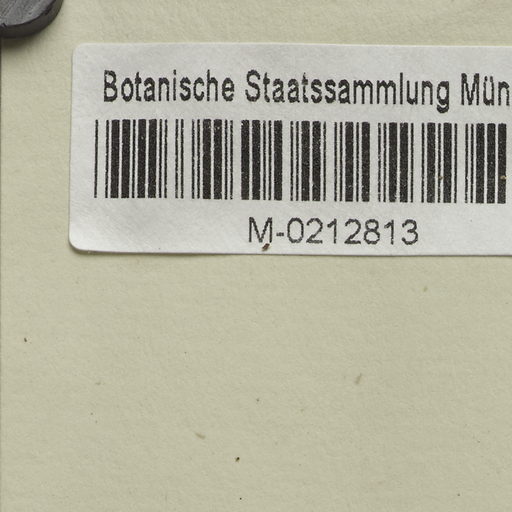 Botanische Staatssammlung Mün
M-0212813